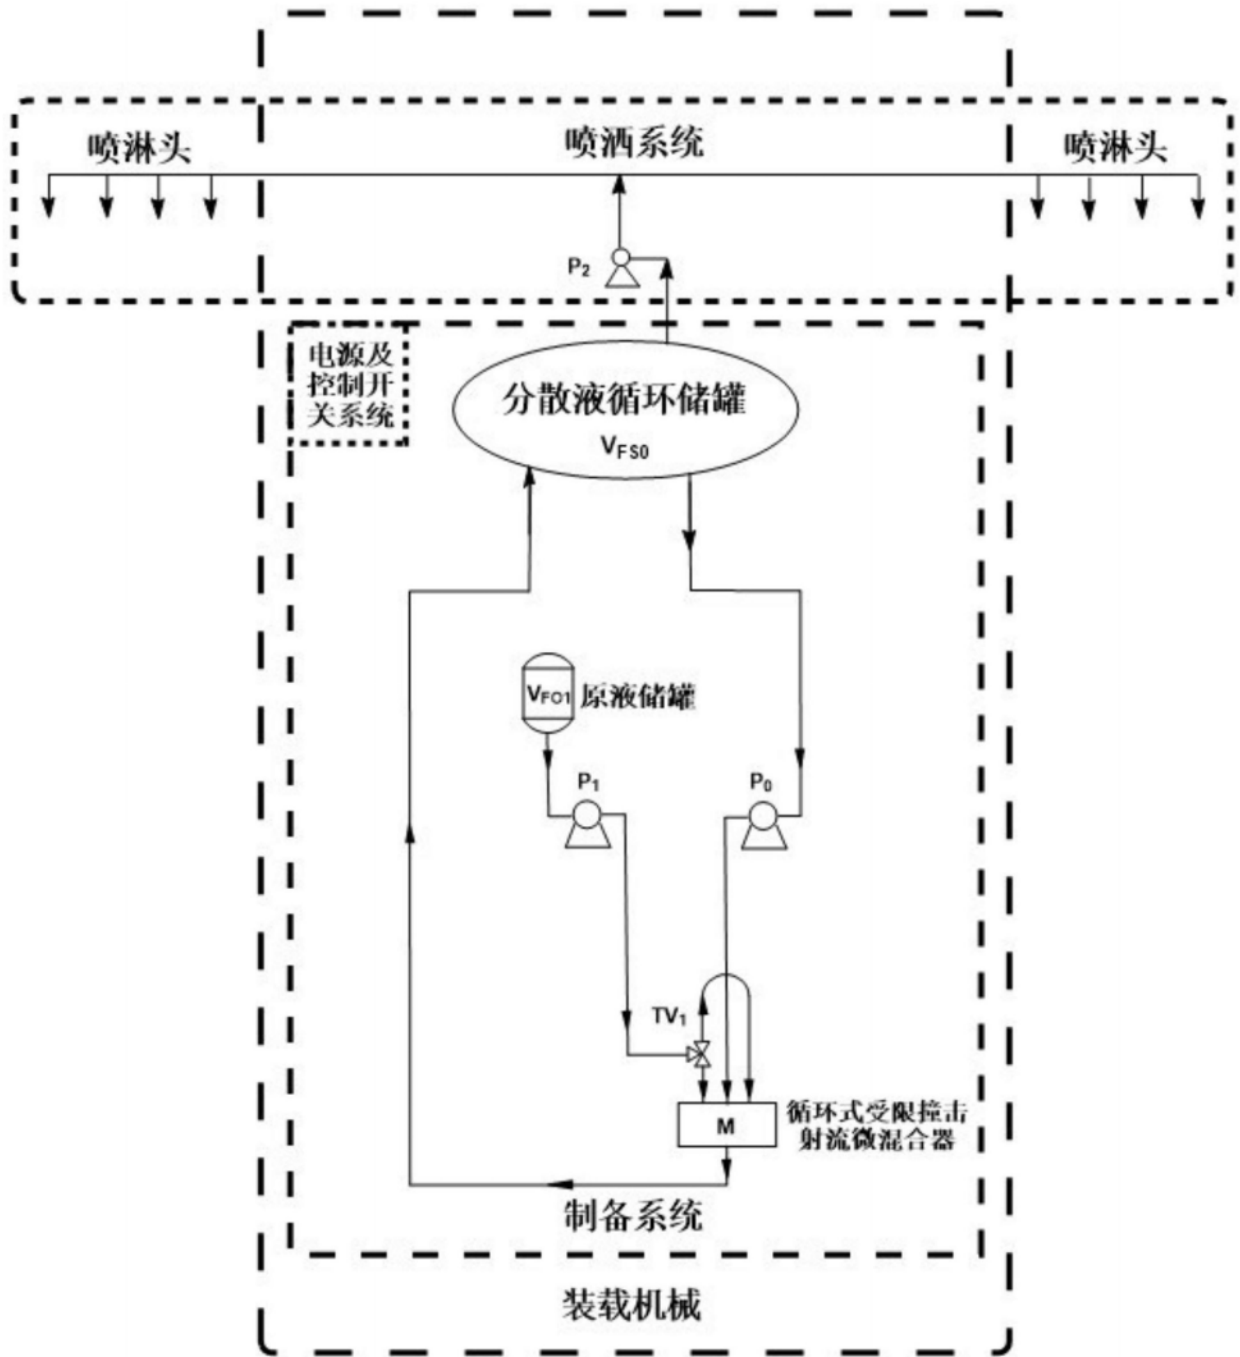 喷淋头
喷洒系统
喷淋头
P₂
电源及
控制开
关系统
分散液循环储罐
V_FS0
V_FO1
原液储罐
P₁
P₀
TV₁
M
循环式受限撞击
射流微混合器
制备系统
装载机械